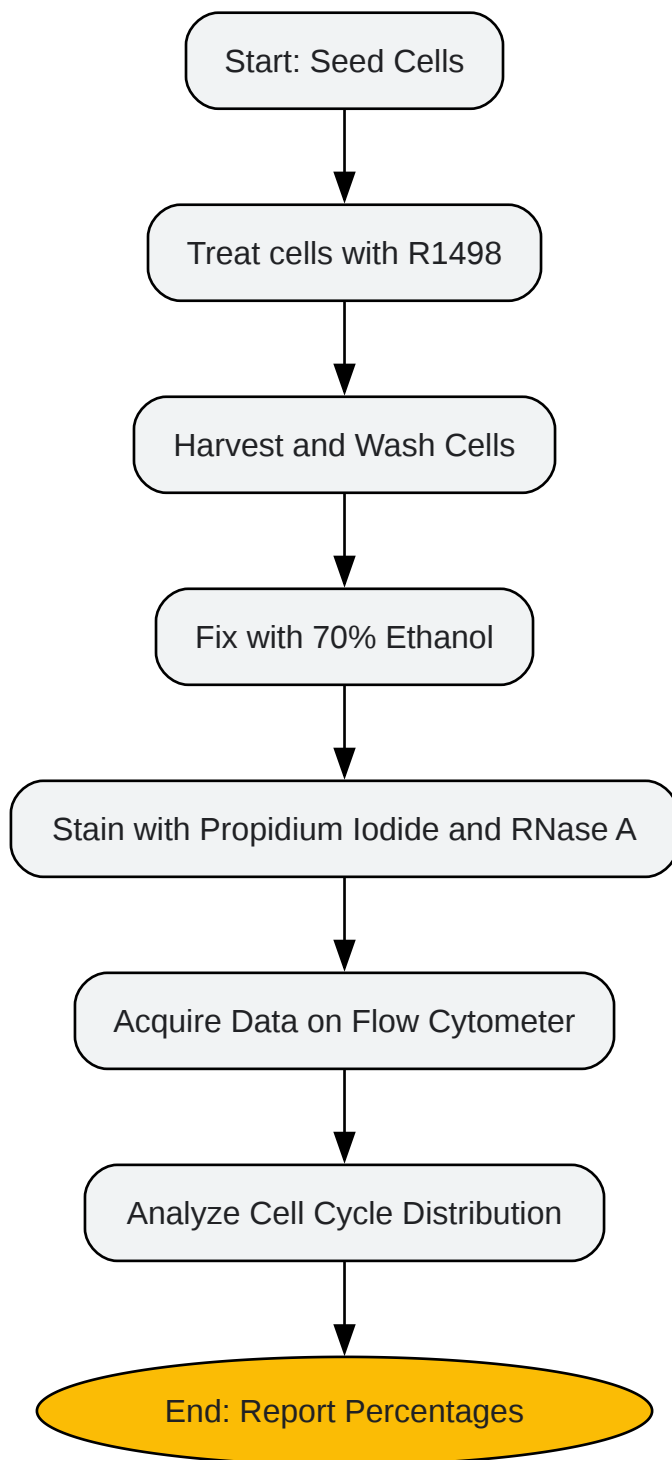 Start: Seed Cells
Treat cells with R1498
Harvest and Wash Cells
Fix with 70% Ethanol
Stain with Propidium Iodide and RNase A
Acquire Data on Flow Cytometer
Analyze Cell Cycle Distribution
End: Report Percentages